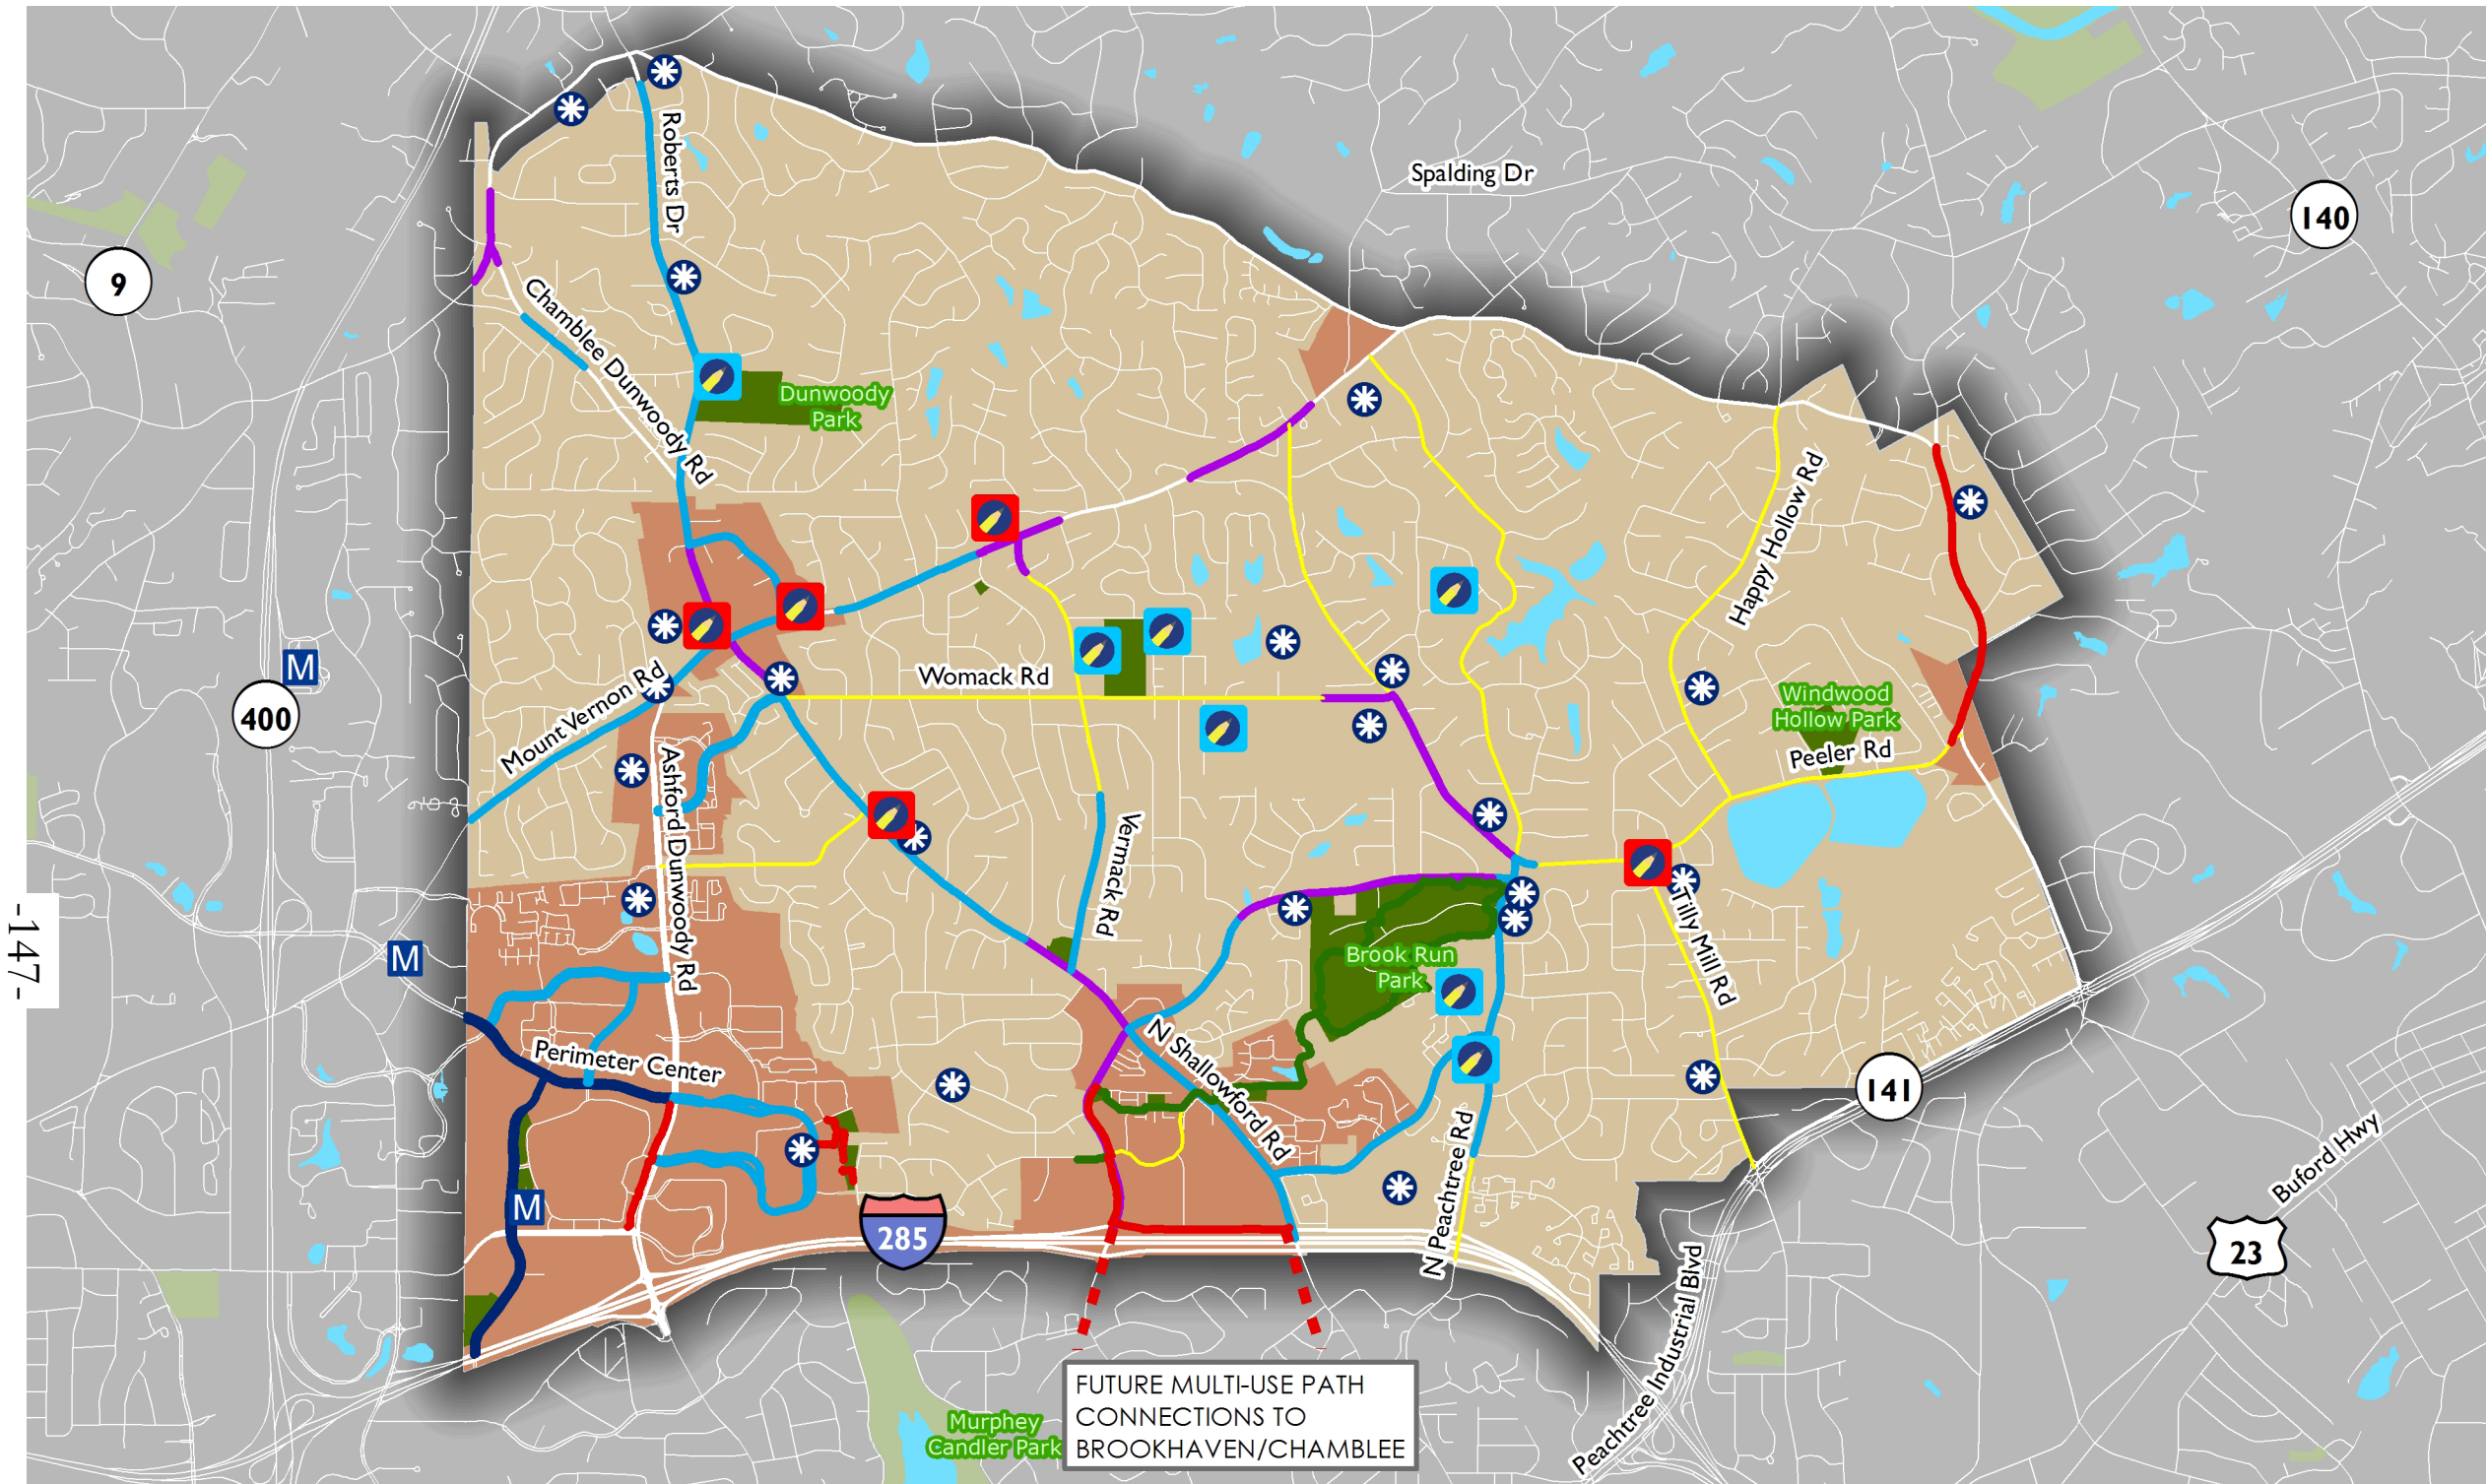 Spalding Dr
Roberts Dr
140
9
Chamblee Dunwoody Rd
Dunwoody
Park
Happy Hollow Rd
M
400
Womack Rd
Mount Vernon Rd
Windwood
Hollow Park
Peeler Rd
Ashford Dunwoody Rd
Vermack Rd
-147-
M
Brook Run
Park
Tilly Mill Rd
Perimeter Center
N Shallowford Rd
141
M
285
N Peachtree Rd
Buford Hwy
23
Peachtree Industrial Blvd
FUTURE MULTI-USE PATH
CONNECTIONS TO
BROOKHAVEN/CHAMBLEE
Murphey
Candler Park